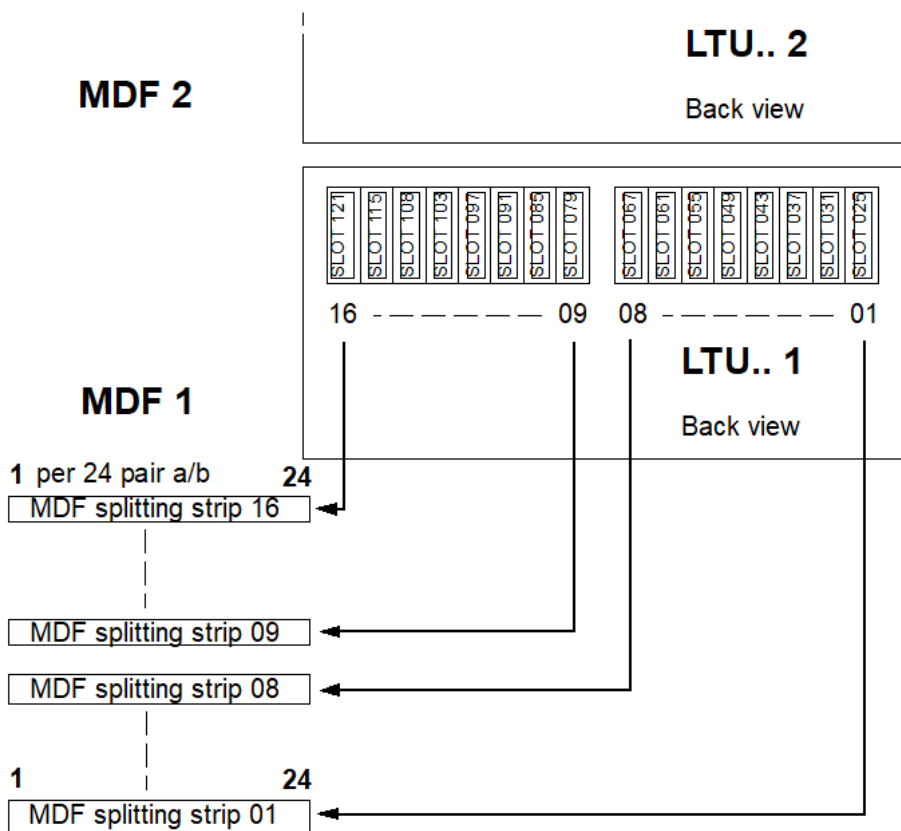 LTU.. 2
MDF 2
Back view
SLOT 121
SLOT 115
SLOT 108
SLOT 103
SLOT 097
SLOT 091
SLOT 085
SLOT 079
SLOT 067
SLOT 061
SLOT 055
SLOT 049
SLOT 043
SLOT 037
SLOT 031
SLOT 025
16 09 08 01
LTU.. 1
MDF 1
Back view
1 per 24 pair a/b 24
MDF splitting strip 16
MDF splitting strip 09
MDF splitting strip 08
1 24
MDF splitting strip 01